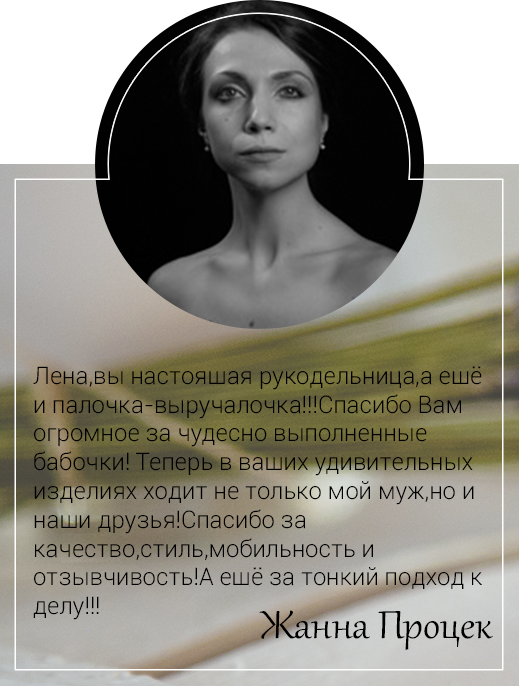 Лена,вы настояшая рукодельница,а ешё
и палочка-выручалочка!!!Спасибо Вам
огромное за чудесно выполненные
бабочки! Теперь в ваших удивительных
изделиях ходит не только мой муж,но и
наши друзья!Спасибо за
качество,стиль,мобильность и
отзывчивость!А ешё за тонкий подход к
делу!!!
Жанна Процек